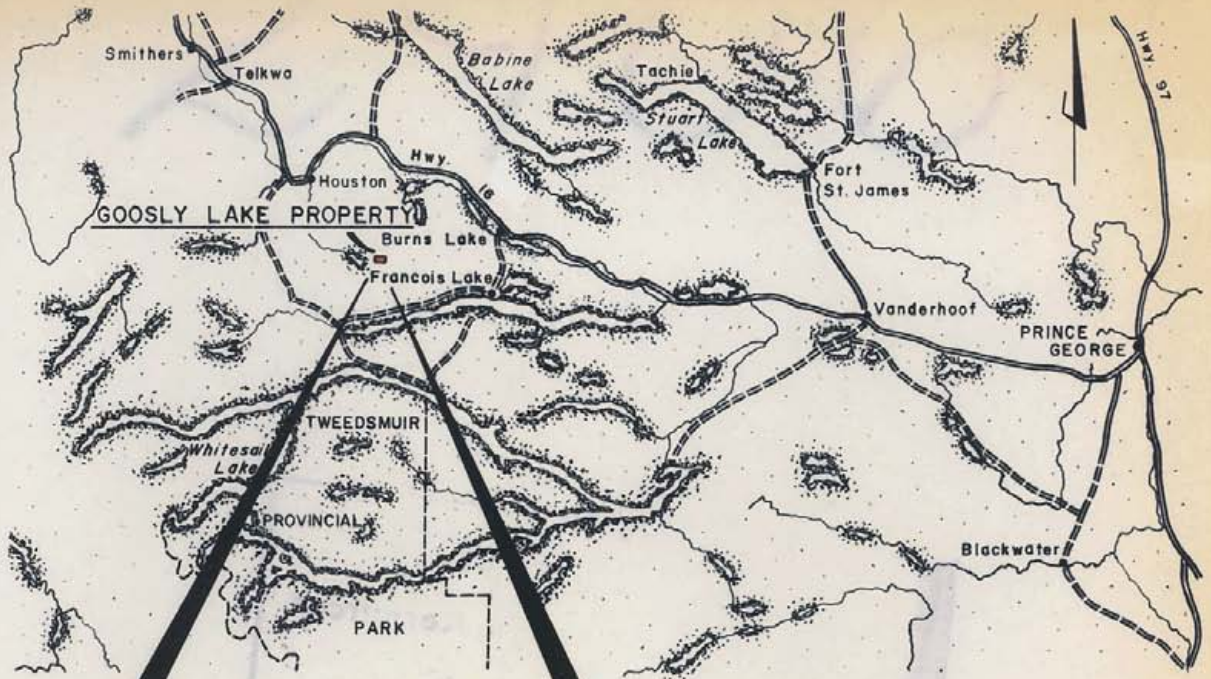 Smithers
Telkwa
Babine
Lake
Tachie
Stuart
Lake
Hwy. 97
Hwy. 16
Houston
Fort
St. James
GOOSLY LAKE PROPERTY
Burns Lake
Francois Lake
Vanderhoof
PRINCE
GEORGE
TWEEDSMUIR
Whitesail
Lake
PROVINCIAL
Blackwater
PARK